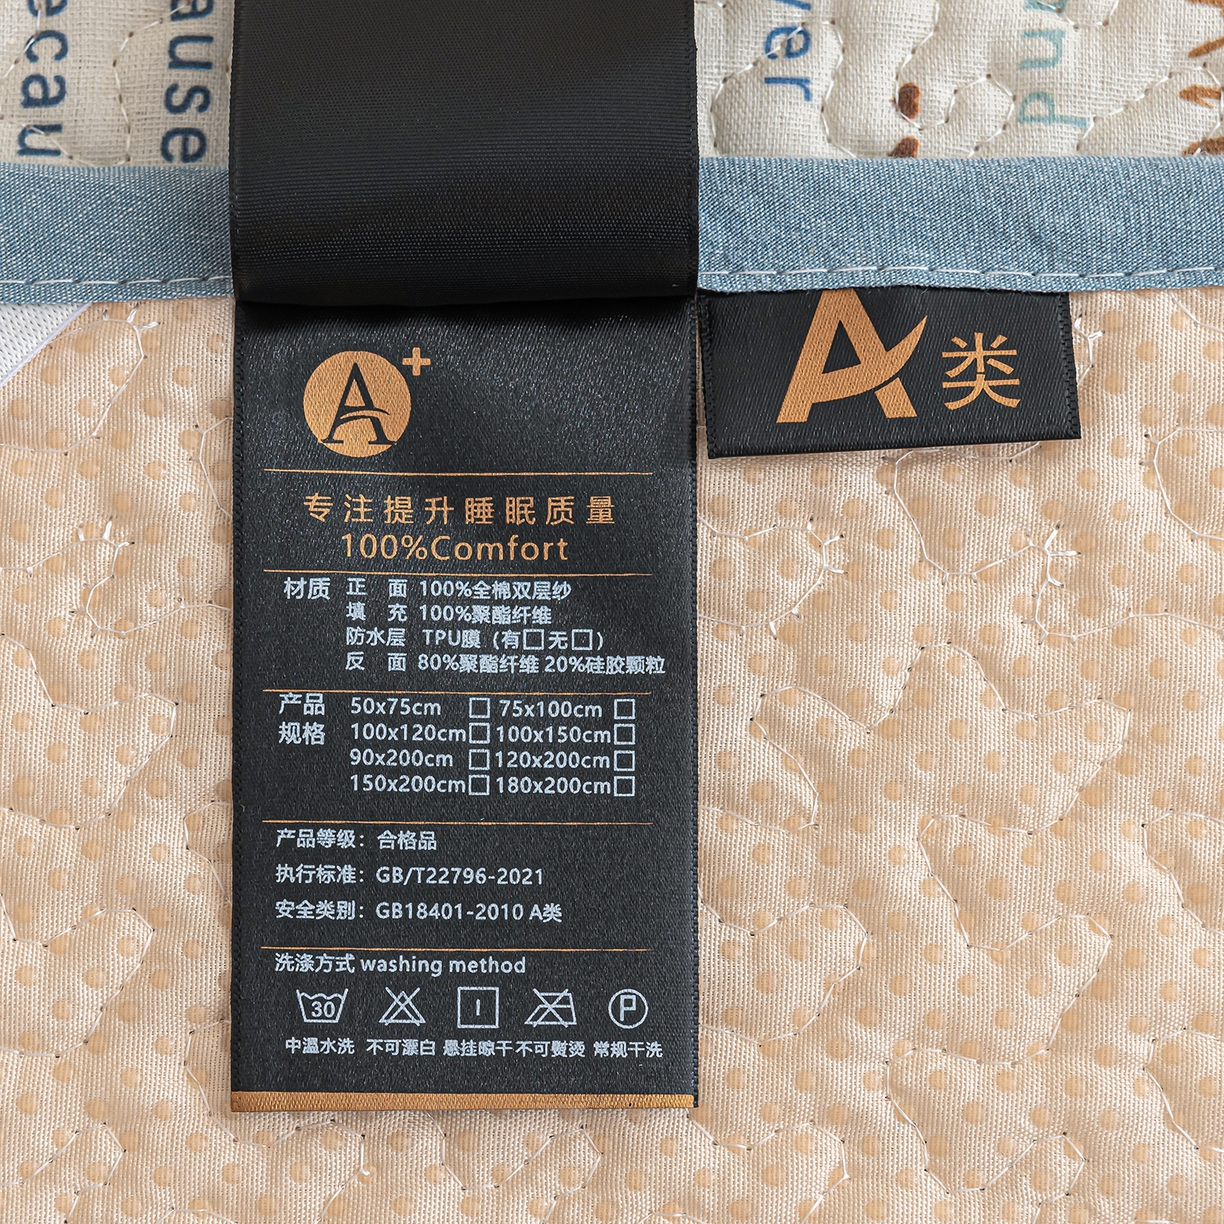 ecau
ause
ver
and
A+
A类
专注提升睡眠质量
100%Comfort
材质 正 面 100%全棉双层纱
填 充 100%聚酯纤维
防水层 TPU膜 (有□无□)
反 面 80%聚酯纤维 20%硅胶颗粒
产品 50x75cm □ 75x100cm □
规格 100x120cm□ 100x150cm□
90x200cm □ 120x200cm□
150x200cm□ 180x200cm□
产品等级：合格品
执行标准：GB/T22796-2021
安全类别：GB18401-2010 A类
洗涤方式 washing method
30 P
中温水洗 不可漂白 悬挂晾干 不可熨烫 常规干洗